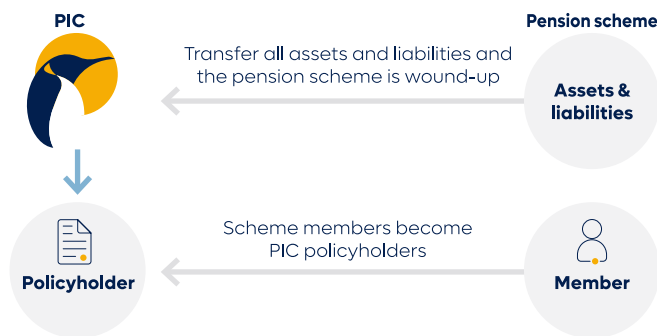 PIC
Pension scheme
Transfer all assets and liabilities and
the pension scheme is wound-up
Assets &
liabilities
Scheme members become
PIC policyholders
Policyholder
Member